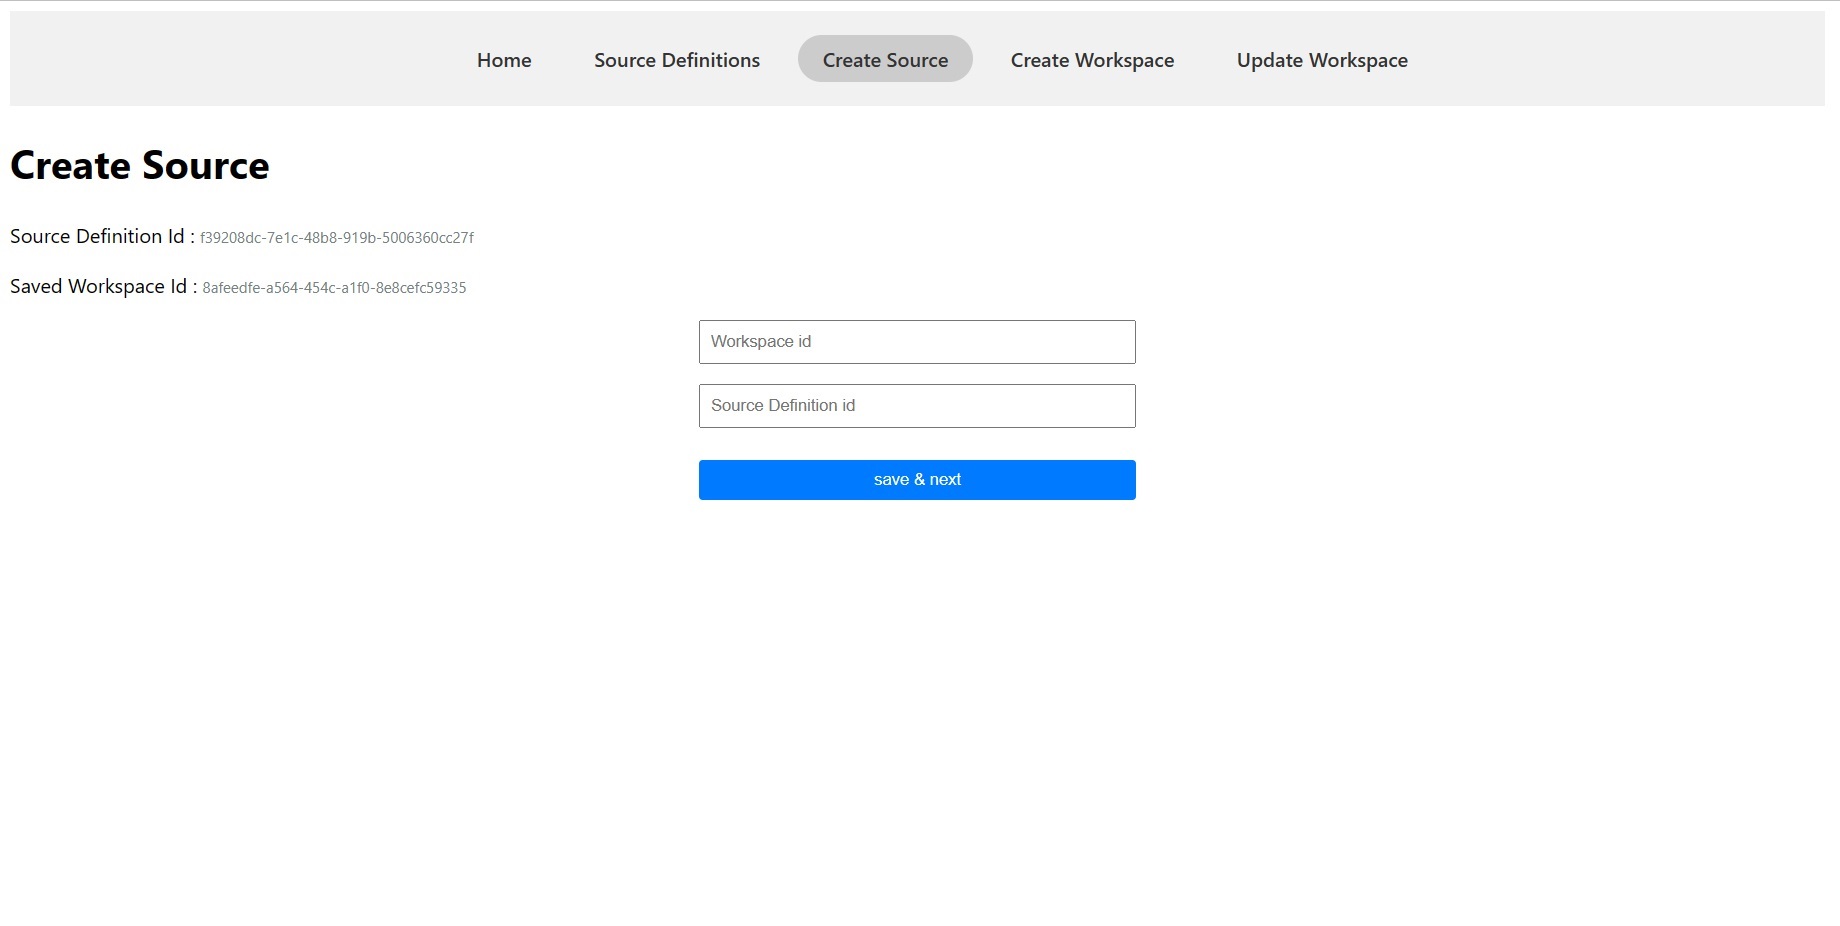 Home Source Definitions Create Source Create Workspace Update Workspace
Create Source
Source Definition Id : f39208dc-7e1c-48b8-919b-5006360cc27f
Saved Workspace Id : 8afeedfe-a564-454c-a1f0-8e8cefc59335
Workspace id
Source Definition id
save & next